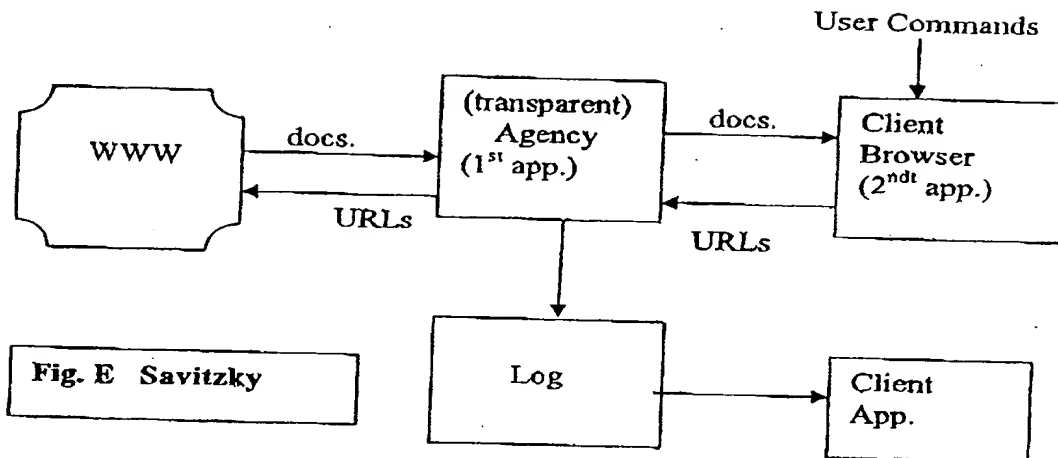 User Commands
(transparent)
Agency
(1st app.)
WWW
docs.
docs.
Client
Browser
(2ndt app.)
URLs
URLs
Fig. E Savitzky
Log
Client
App.